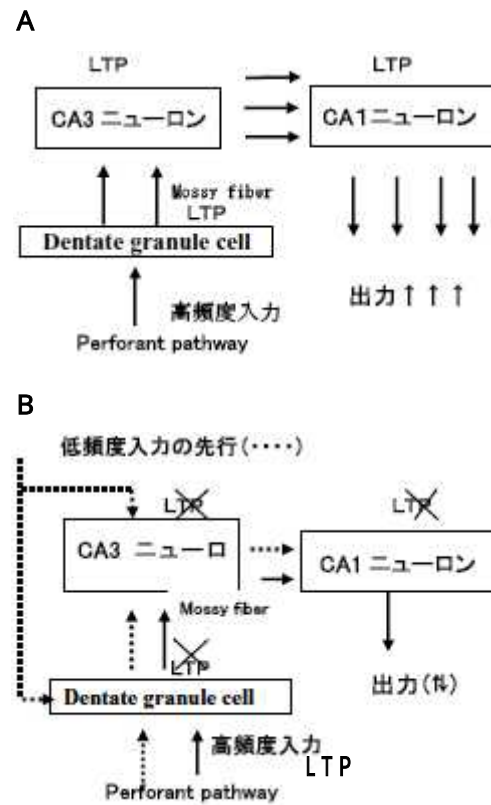 A
LTP
LTP
CA3 ニューロン
CA1ニューロン
Mossy fiber
LTP
Dentate granule cell
高頻度入力
出力↑ ↑ ↑
Perforant pathway
B
低頻度入力の先行(････)
LTP
LTP
CA3 ニューロ
CA1 ニューロン
Mossy fiber
LTP
Dentate granule cell
出力(⇅)
高頻度入力
LTP
Perforant pathway